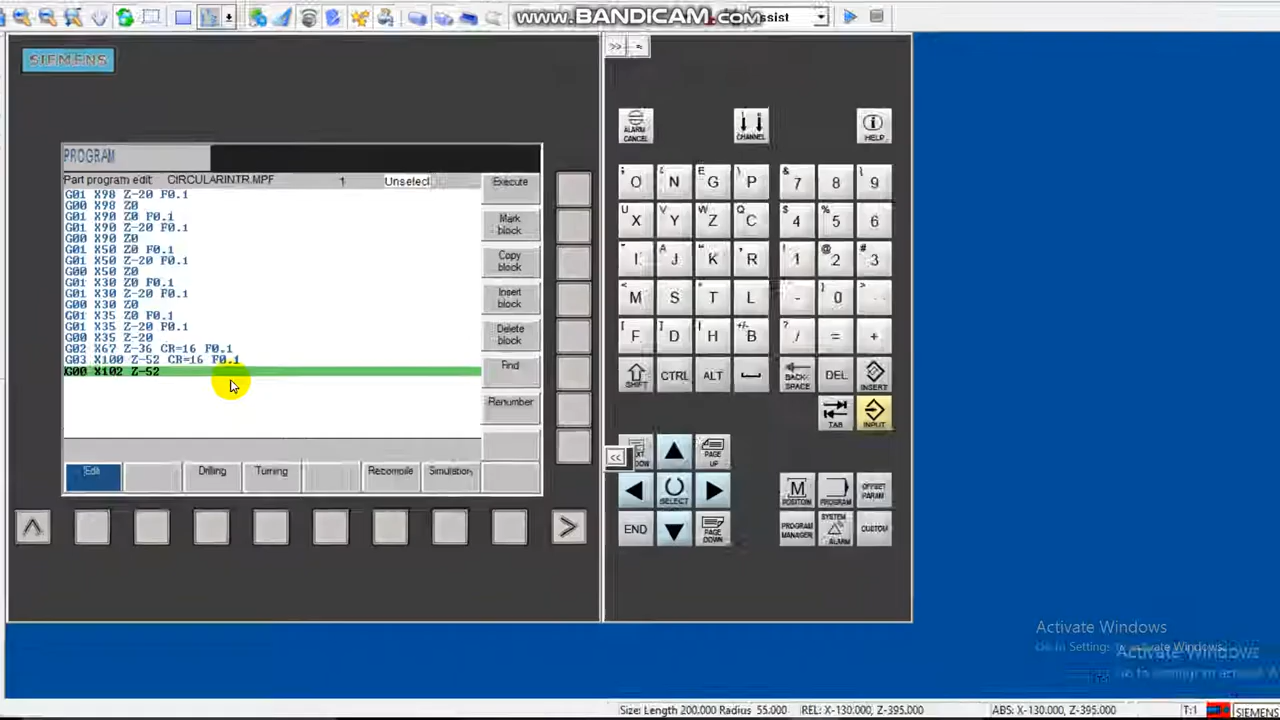 www.BANDICAM.com
ssist
SIEMENS
PROGRAM
Part program edit: CIRCULARINTR.MPF 1 Unselect
G01 X98 Z-20 F0.1
G00 X98 Z0
G01 X90 Z0 F0.1
G01 X90 Z-20 F0.1
G00 X90 Z0
G01 X50 Z0 F0.1
G01 X50 Z-20 F0.1
G00 X50 Z0
G01 X30 Z0 F0.1
G01 X30 Z-20 F0.1
G00 X30 Z0
G01 X35 Z0 F0.1
G01 X35 Z-20 F0.1
G00 X35 Z-20
G02 X67 Z-36 CR=16 F0.1
G03 X100 Z-52 CR=16 F0.1
G00 X102 Z-52
Execute
Mark
block
Copy
block
Insert
block
Delete
block
Find
Renumber
Edit Drilling Turning Recompile Simulation
>> ≈
ALARM
CANCEL
CHANNEL
HELP
: O [ N E G ) P & 7 8 { 9
U X V Y W Z Q C $ 4 % 5 6
I A J " K , R ! 1 @ 2 # 3
< M S * T L - ) 0 .
[ F ] D H +/- B ? / = +
SHIFT CTRL ALT BACK-
SPACE DEL INSERT
TAB INPUT
<<
PAGE
UP
SELECT
END
PAGE
DOWN
M
POSITION PROGRAM OFFSET
PARAM
PROGRAM
MANAGER SYSTEM
ALARM CUSTOM
Activate Windows
Activate Windows
Size: Length 200.000 Radius 55.000 REL: X-130.000, Z-395.000 ABS: X-130.000, Z-395.000 T:1 SIEMENS